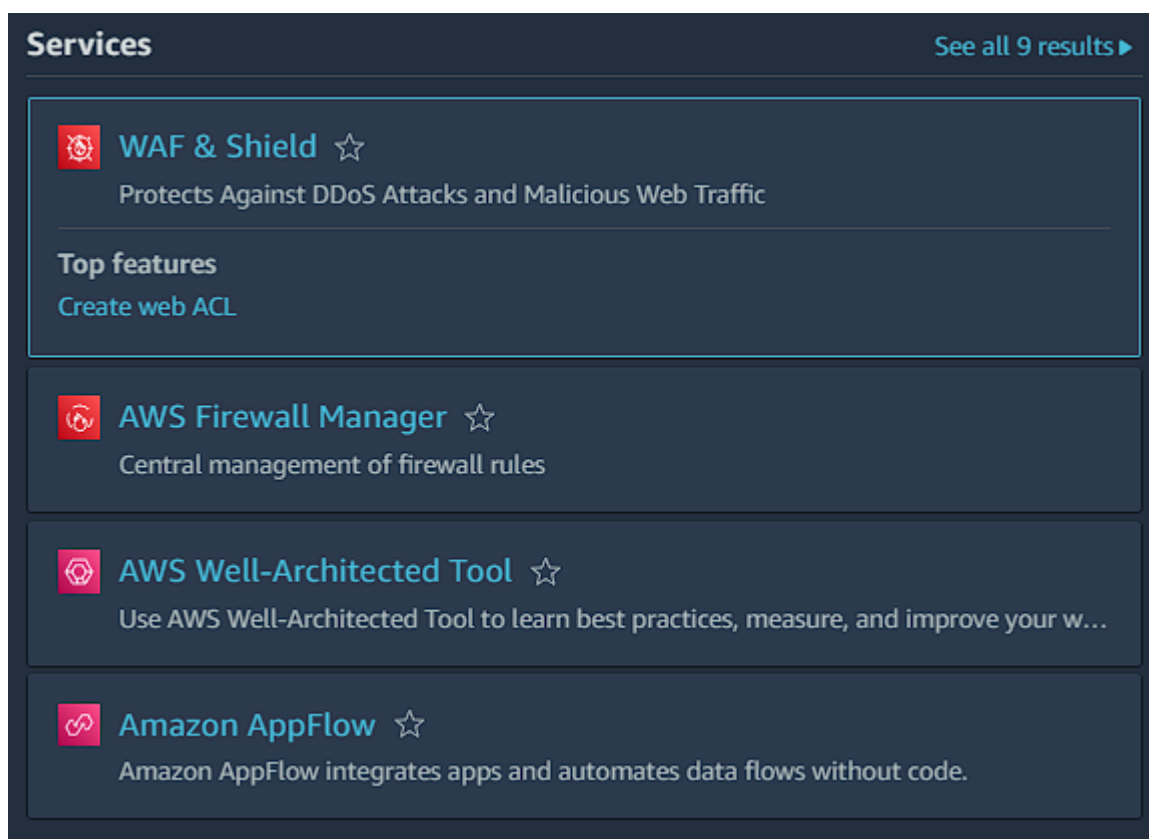 Services
See all 9 results
WAF & Shield
Protects Against DDoS Attacks and Malicious Web Traffic
Top features
Create web ACL
AWS Firewall Manager
Central management of firewall rules
AWS Well-Architected Tool
Use AWS Well-Architected Tool to learn best practices, measure, and improve your w...
Amazon AppFlow
Amazon AppFlow integrates apps and automates data flows without code.